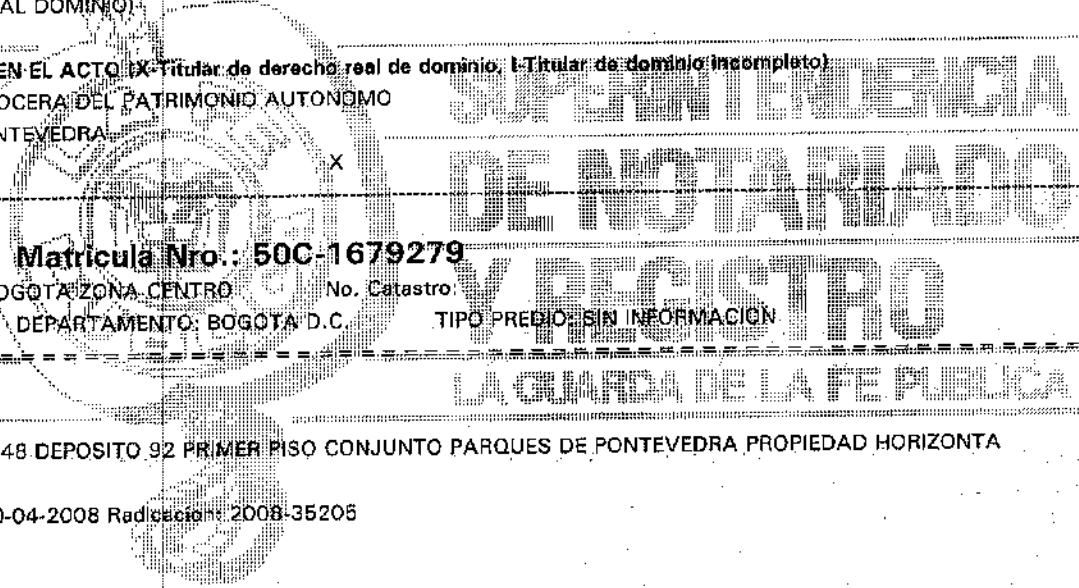 AL DOMINIO)
EN EL ACTO (X-Titular de derecho real de dominio, I-Titular de dominio incompleto)
OCERA DEL PATRIMONIO AUTONOMO
NTEVEDRA
X
SUPERINTENDENCIA
DE NOTARIADO
Y REGISTRO
LA GUARDA DE LA FE PUBLICA
Matricula Nro.: 50C-1679279
OGOTA ZONA CENTRO No. Catastro:
DEPARTAMENTO: BOGOTA D.C. TIPO PREDIO: SIN INFORMACION
48 DEPOSITO 92 PRIMER PISO CONJUNTO PARQUES DE PONTEVEDRA PROPIEDAD HORIZONTA
0-04-2008 Radicacion: 2008-35206